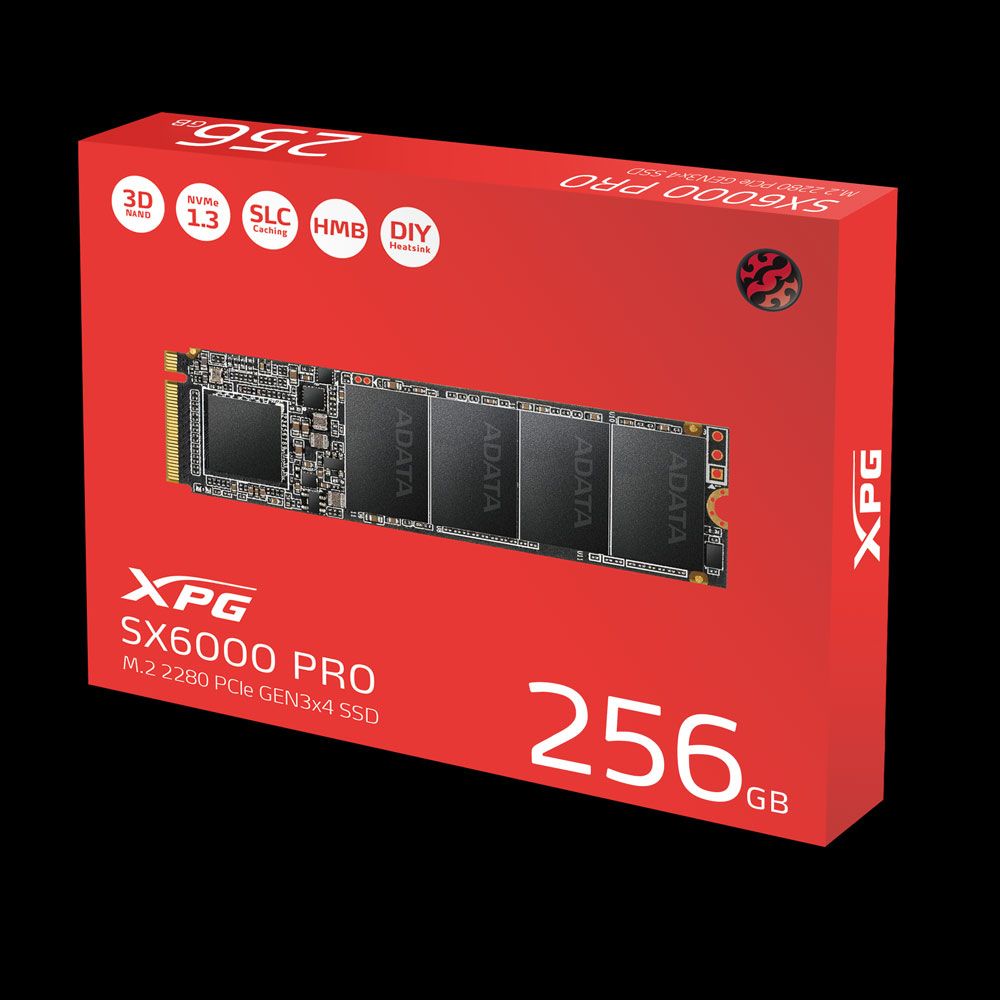 256GB
SX6000 PRO
M.2 2280 PCIe GEN3x4 SSD
3D
NAND
NVMe
1.3
SLC
Caching
HMB
DIY
Heatsink
ADATA
ADATA
ADATA
ADATA
XPG
XPG
SX6000 PRO
M.2 2280 PCIe GEN3x4 SSD
256GB